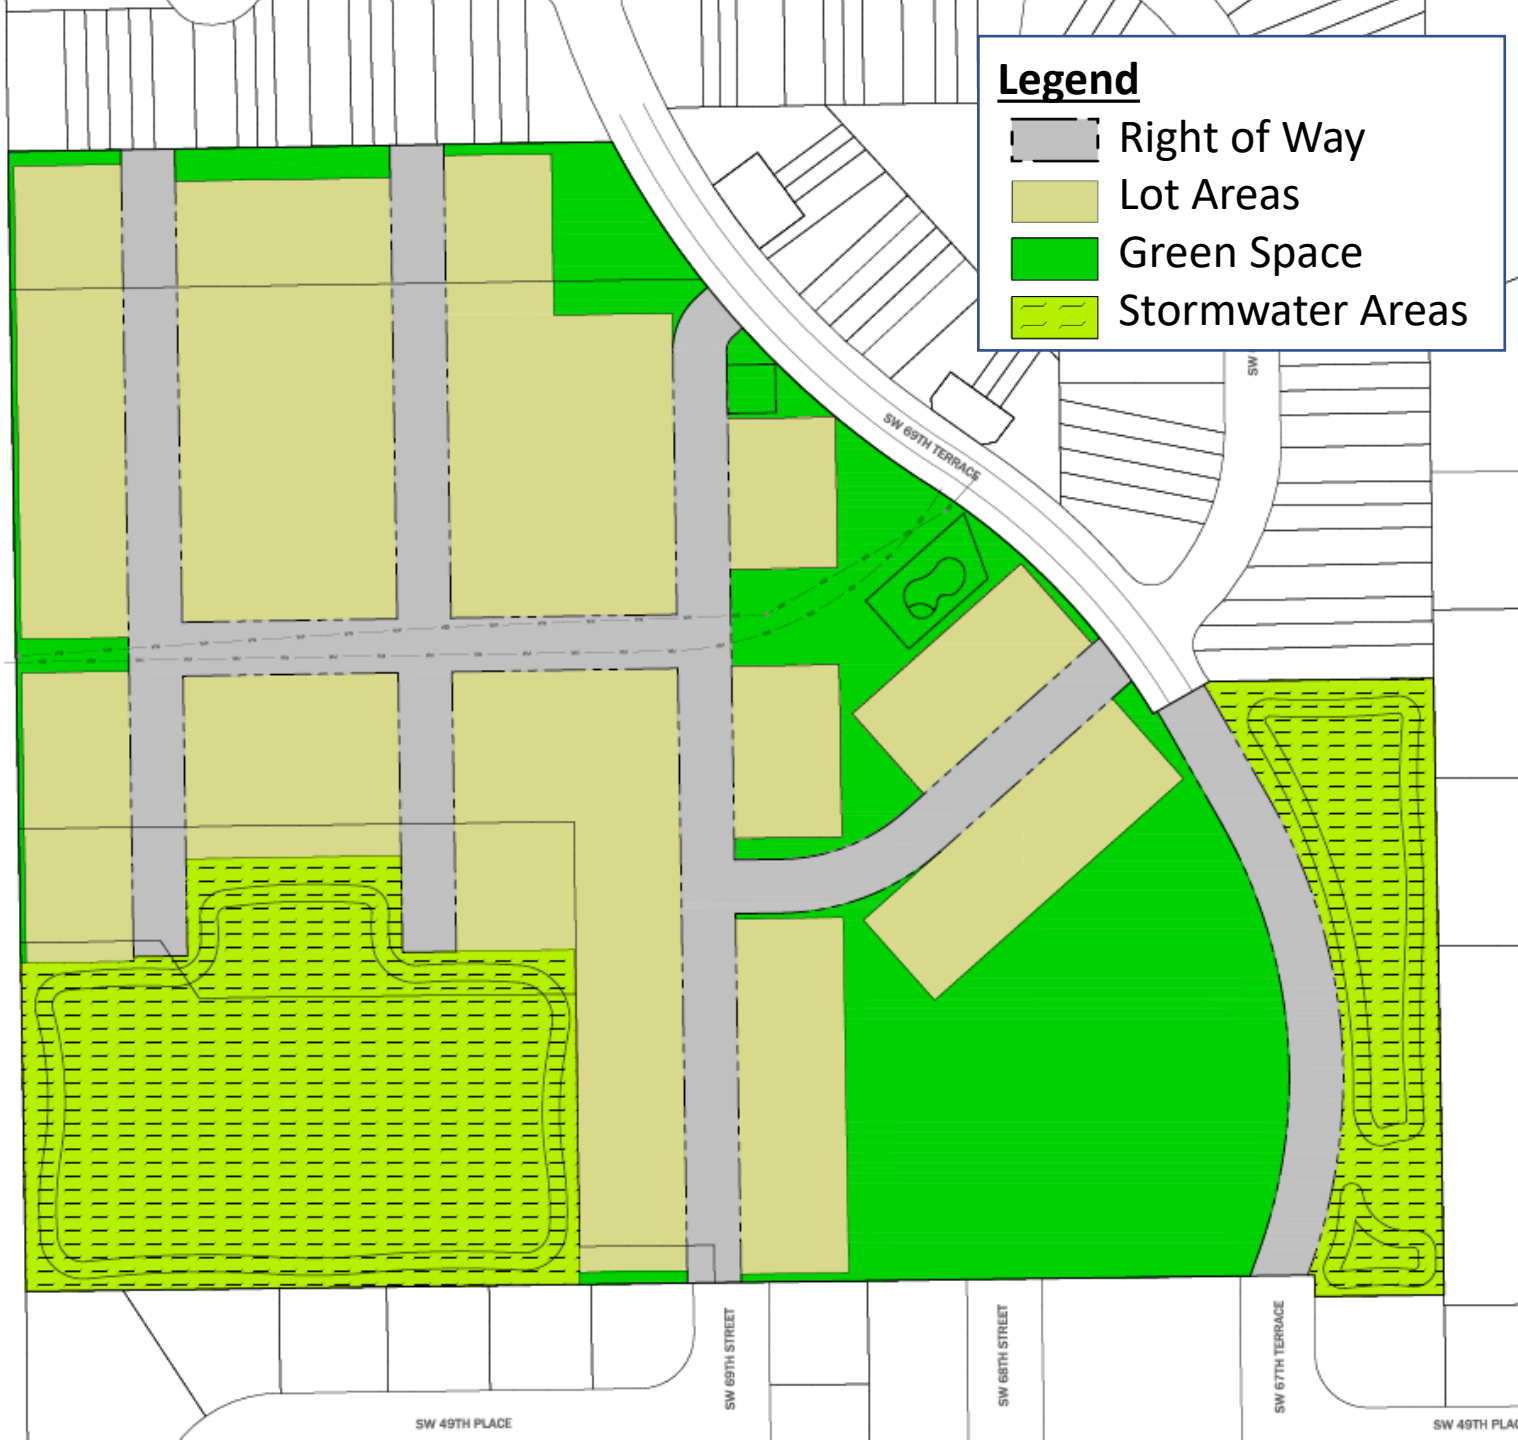 Legend
Right of Way
Lot Areas
Green Space
Stormwater Areas
SW
SW 69TH TERRACE
SW 69TH STREET
SW 68TH STREET
SW 67TH TERRACE
SW 49TH PLACE
SW 49TH PLAC